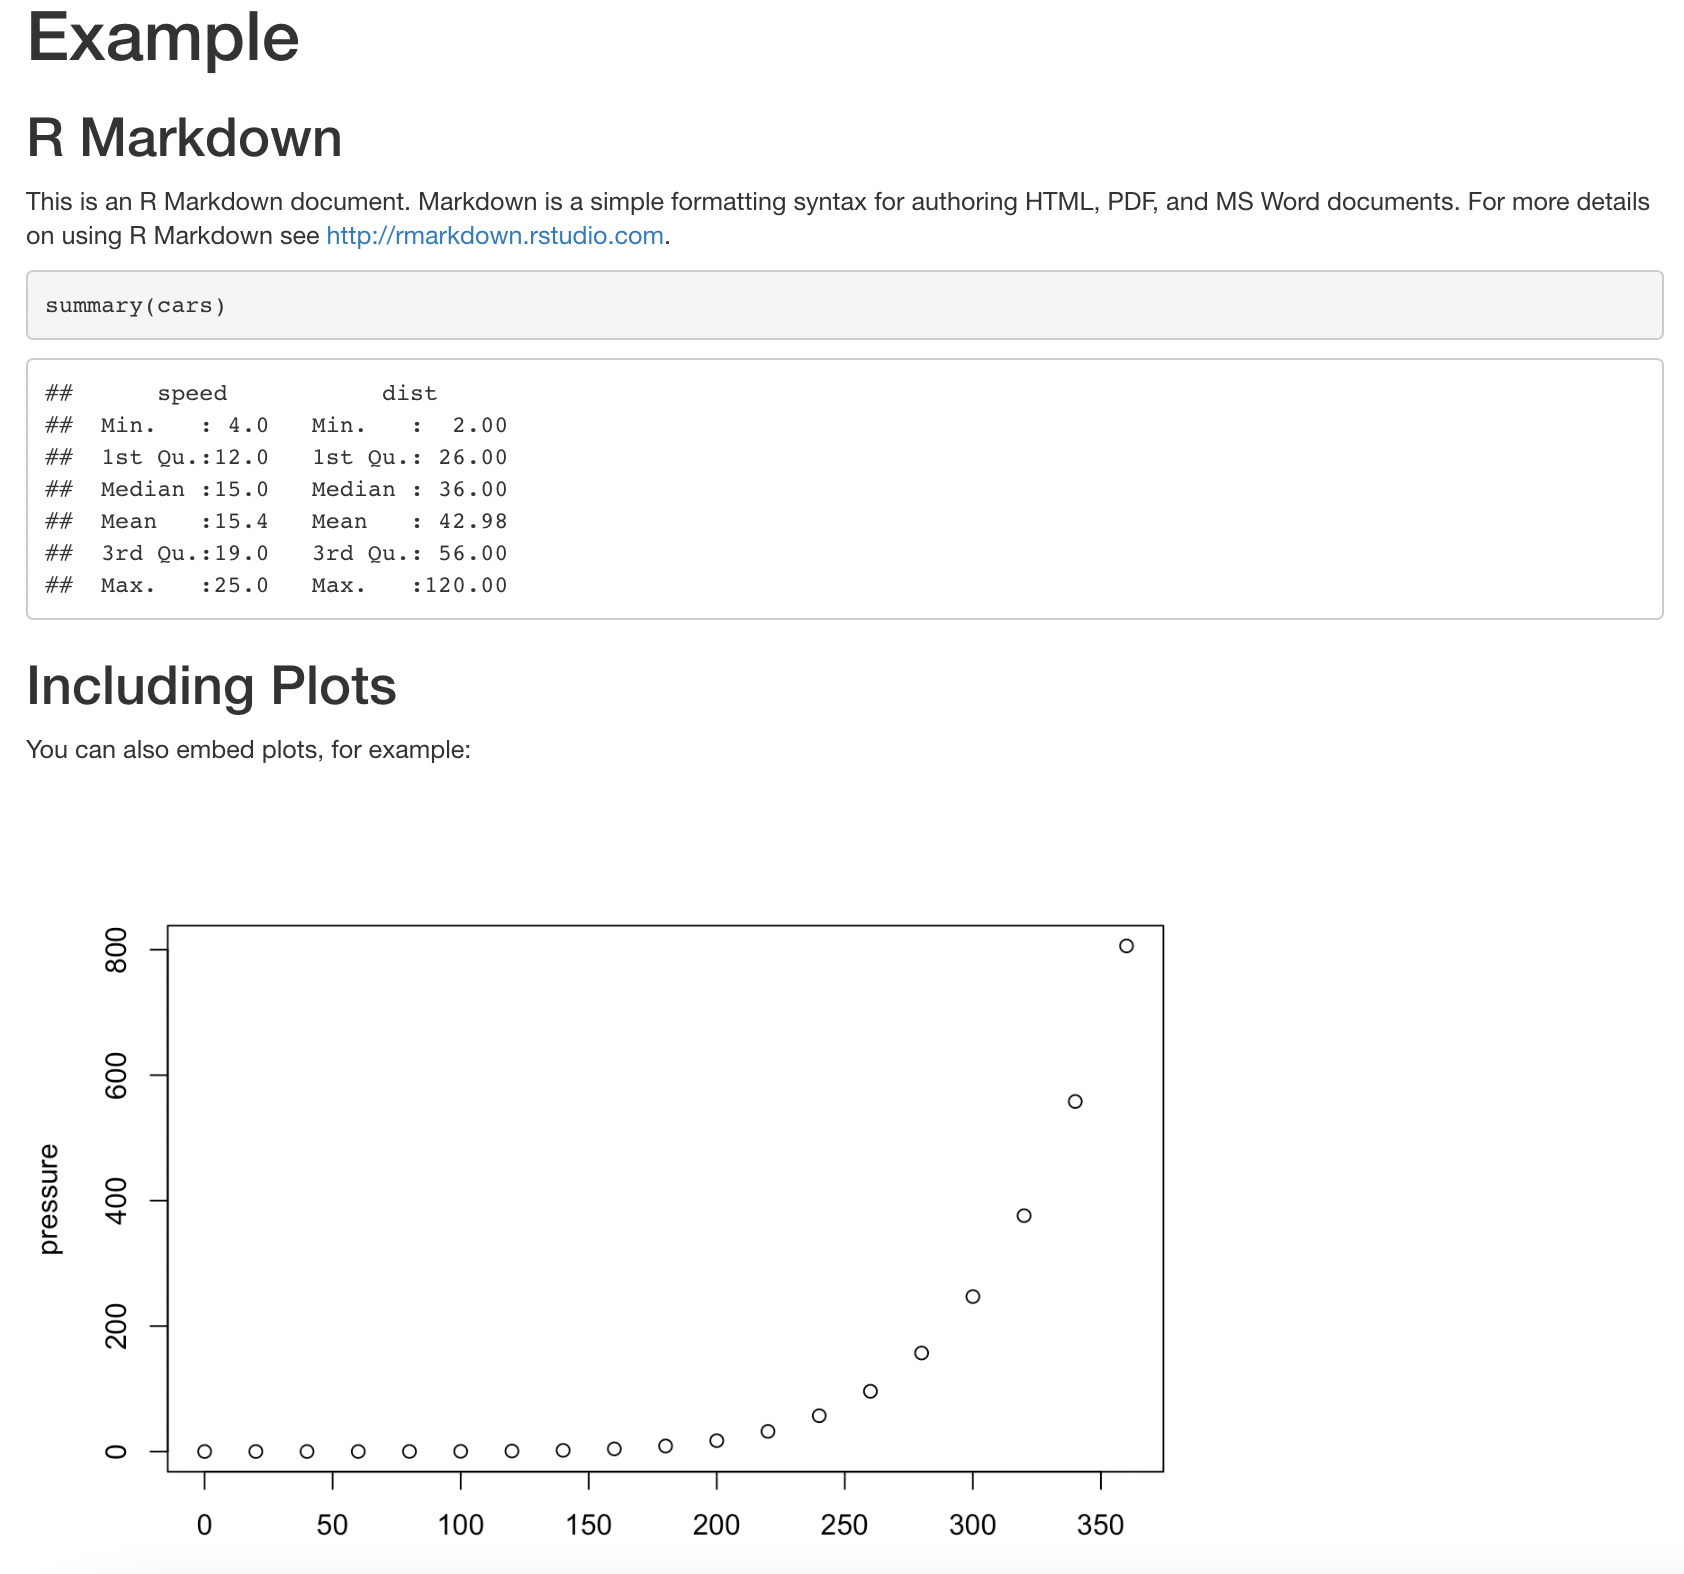 Example
R Markdown
This is an R Markdown document. Markdown is a simple formatting syntax for authoring HTML, PDF, and MS Word documents. For more details
on using R Markdown see http://rmarkdown.rstudio.com.
summary(cars)
##      speed           dist
##  Min.   : 4.0   Min.   :  2.00
##  1st Qu.:12.0   1st Qu.: 26.00
##  Median :15.0   Median : 36.00
##  Mean   :15.4   Mean   : 42.98
##  3rd Qu.:19.0   3rd Qu.: 56.00
##  Max.   :25.0   Max.   :120.00
Including Plots
You can also embed plots, for example:
800
600
400
200
0
pressure
0 50 100 150 200 250 300 350